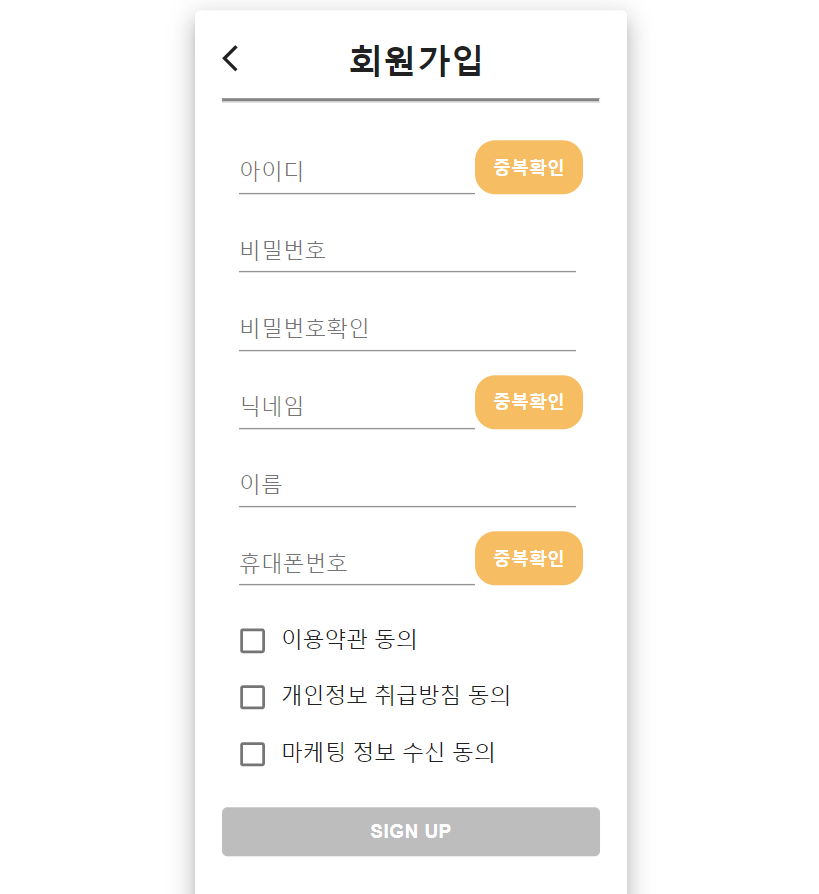 회원가입
아이디
중복확인
비밀번호
비밀번호확인
닉네임
중복확인
이름
휴대폰번호
중복확인
이용약관 동의
개인정보 취급방침 동의
마케팅 정보 수신 동의
SIGN UP